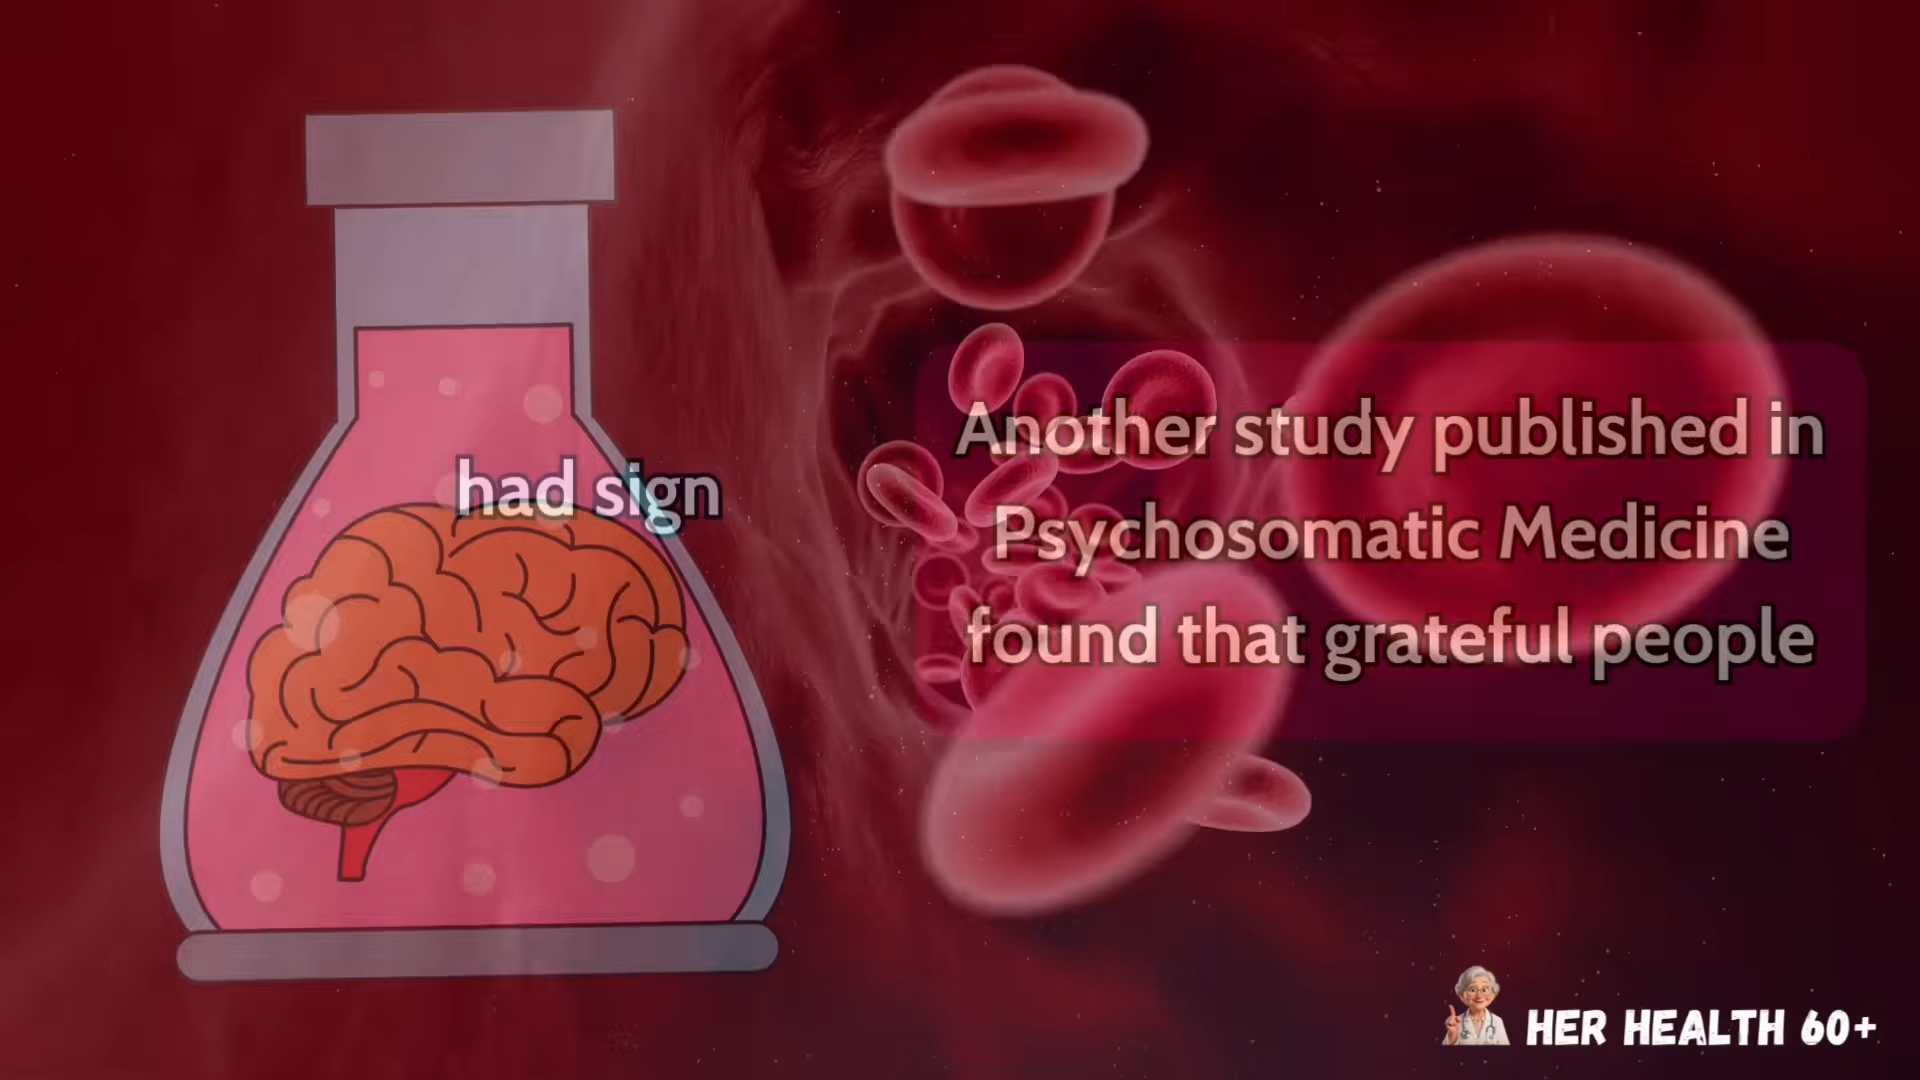 Another study published in
Psychosomatic Medicine
found that grateful people
had sign
HER HEALTH 60+